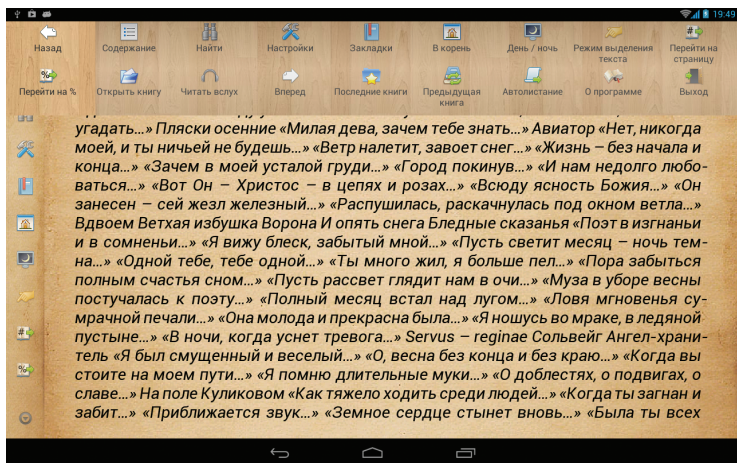 19:49
Назад Содержание Найти Настройки Закладки В корень День / ночь Режим выделения текста Перейти на страницу
Перейти на % Открыть книгу Читать вслух Вперед Последние книги Предыдущая книга Автолистание О программе Выход
угадать...» Пляски осенние «Милая дева, зачем тебе знать...» Авиатор «Нет, никогда
моей, и ты ничьей не будешь...» «Ветр налетит, завоет снег...» «Жизнь – без начала и
конца...» «Зачем в моей усталой груди...» «Город покинув...» «И нам недолго любо-
ваться...» «Вот Он – Христос – в цепях и розах...» «Всюду ясность Божия...» «Он
занесен – сей жезл железный...» «Распушилась, раскачнулась под окном ветла...»
Вдвоем Ветхая избушка Ворона И опять снега Бледные сказанья «Поэт в изгнаньи
и в сомненьи...» «Я вижу блеск, забытый мной...» «Пусть светит месяц – ночь тем-
на...» «Одной тебе, тебе одной...» «Ты много жил, я больше пел...» «Пора забыться
полным счастья сном...» «Пусть рассвет глядит нам в очи...» «Муза в уборе весны
постучалась к поэту...» «Полный месяц встал над лугом...» «Ловя мгновенья су-
мрачной печали...» «Она молода и прекрасна была...» «Я ношусь во мраке, в ледяной
пустыне...» «В ночи, когда уснет тревога...» Servus – reginae Сольвейг Ангел-храни-
тель «Я был смущенный и веселый...» «О, весна без конца и без краю...» «Когда вы
стоите на моем пути...» «Я помню длительные муки...» «О доблестях, о подвигах, о
славе...» На поле Куликовом «Как тяжело ходить среди людей...» «Когда ты загнан и
забит...» «Приближается звук...» «Земное сердце стынет вновь...» «Была ты всех